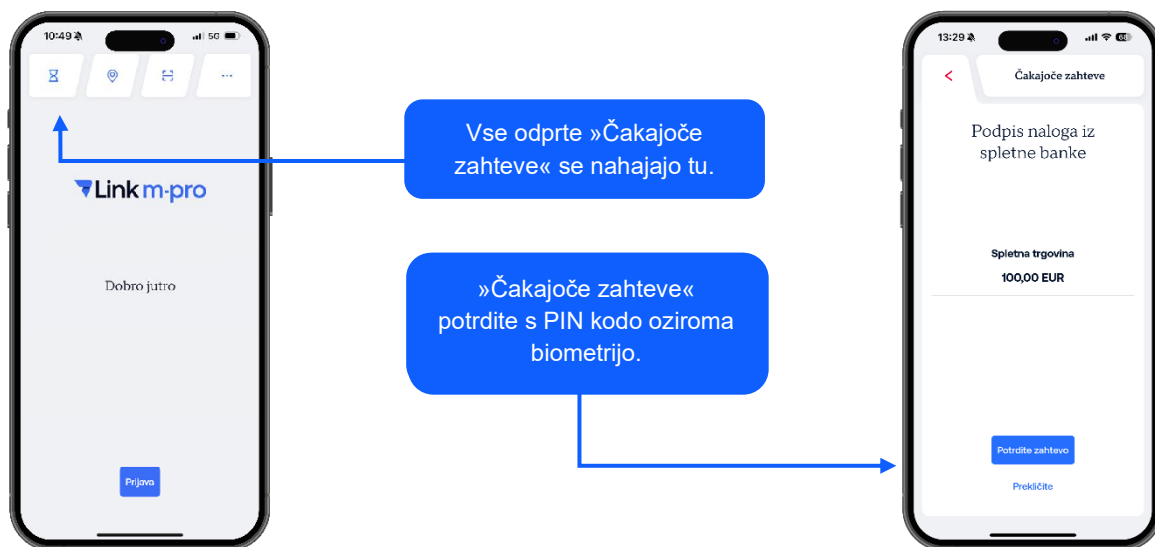 10:49
5G
Link m-pro
Dobro jutro
Prijava
Vse odprte »Čakajoče
zahteve« se nahajajo tu.
»Čakajoče zahteve«
potrdite s PIN kodo oziroma
biometrijo.
13:29
Čakajoče zahteve
Podpis naloga iz
spletne banke
Spletna trgovina
100,00 EUR
Potrdite zahtevo
Prekličite